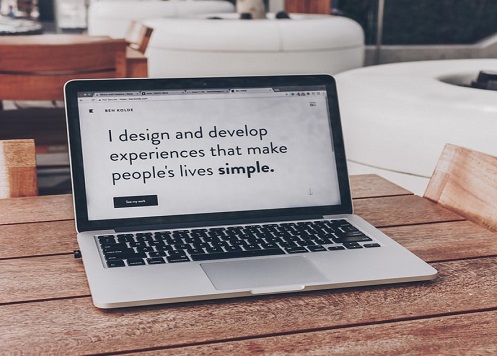 BEN KOLDE
I design and develop
experiences that make
people's lives simple.
See my work